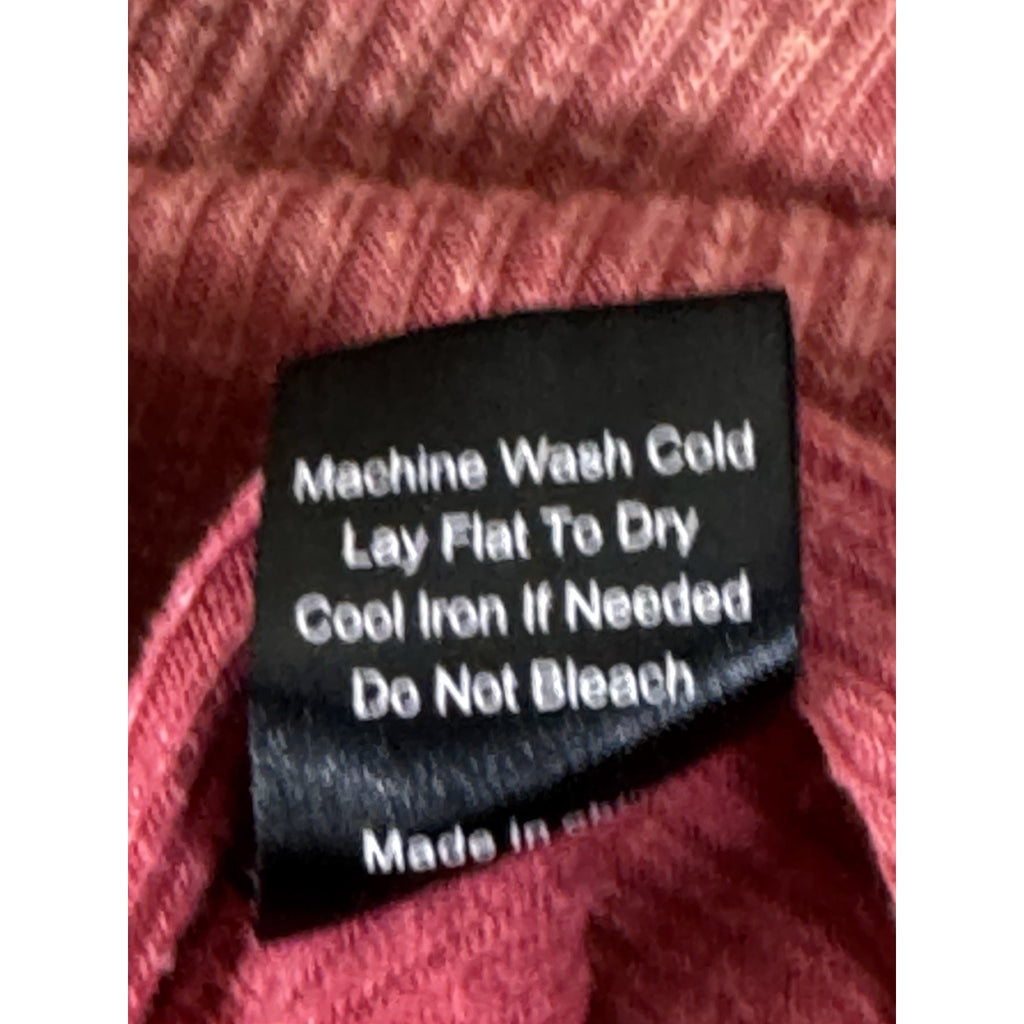 Machine Wash Cold
Lay Flat To Dry
Cool Iron If Needed
Do Not Bleach
Made in